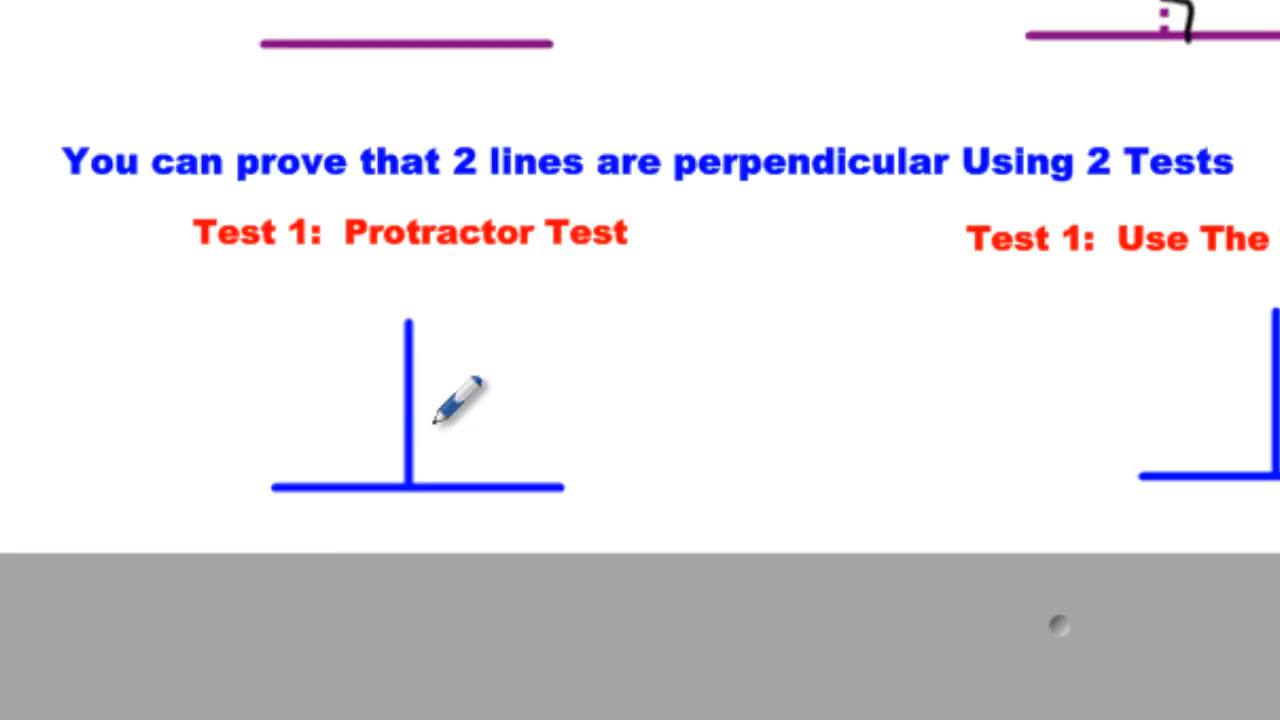 You can prove that 2 lines are perpendicular Using 2 Tests
Test 1: Protractor Test
Test 1: Use The